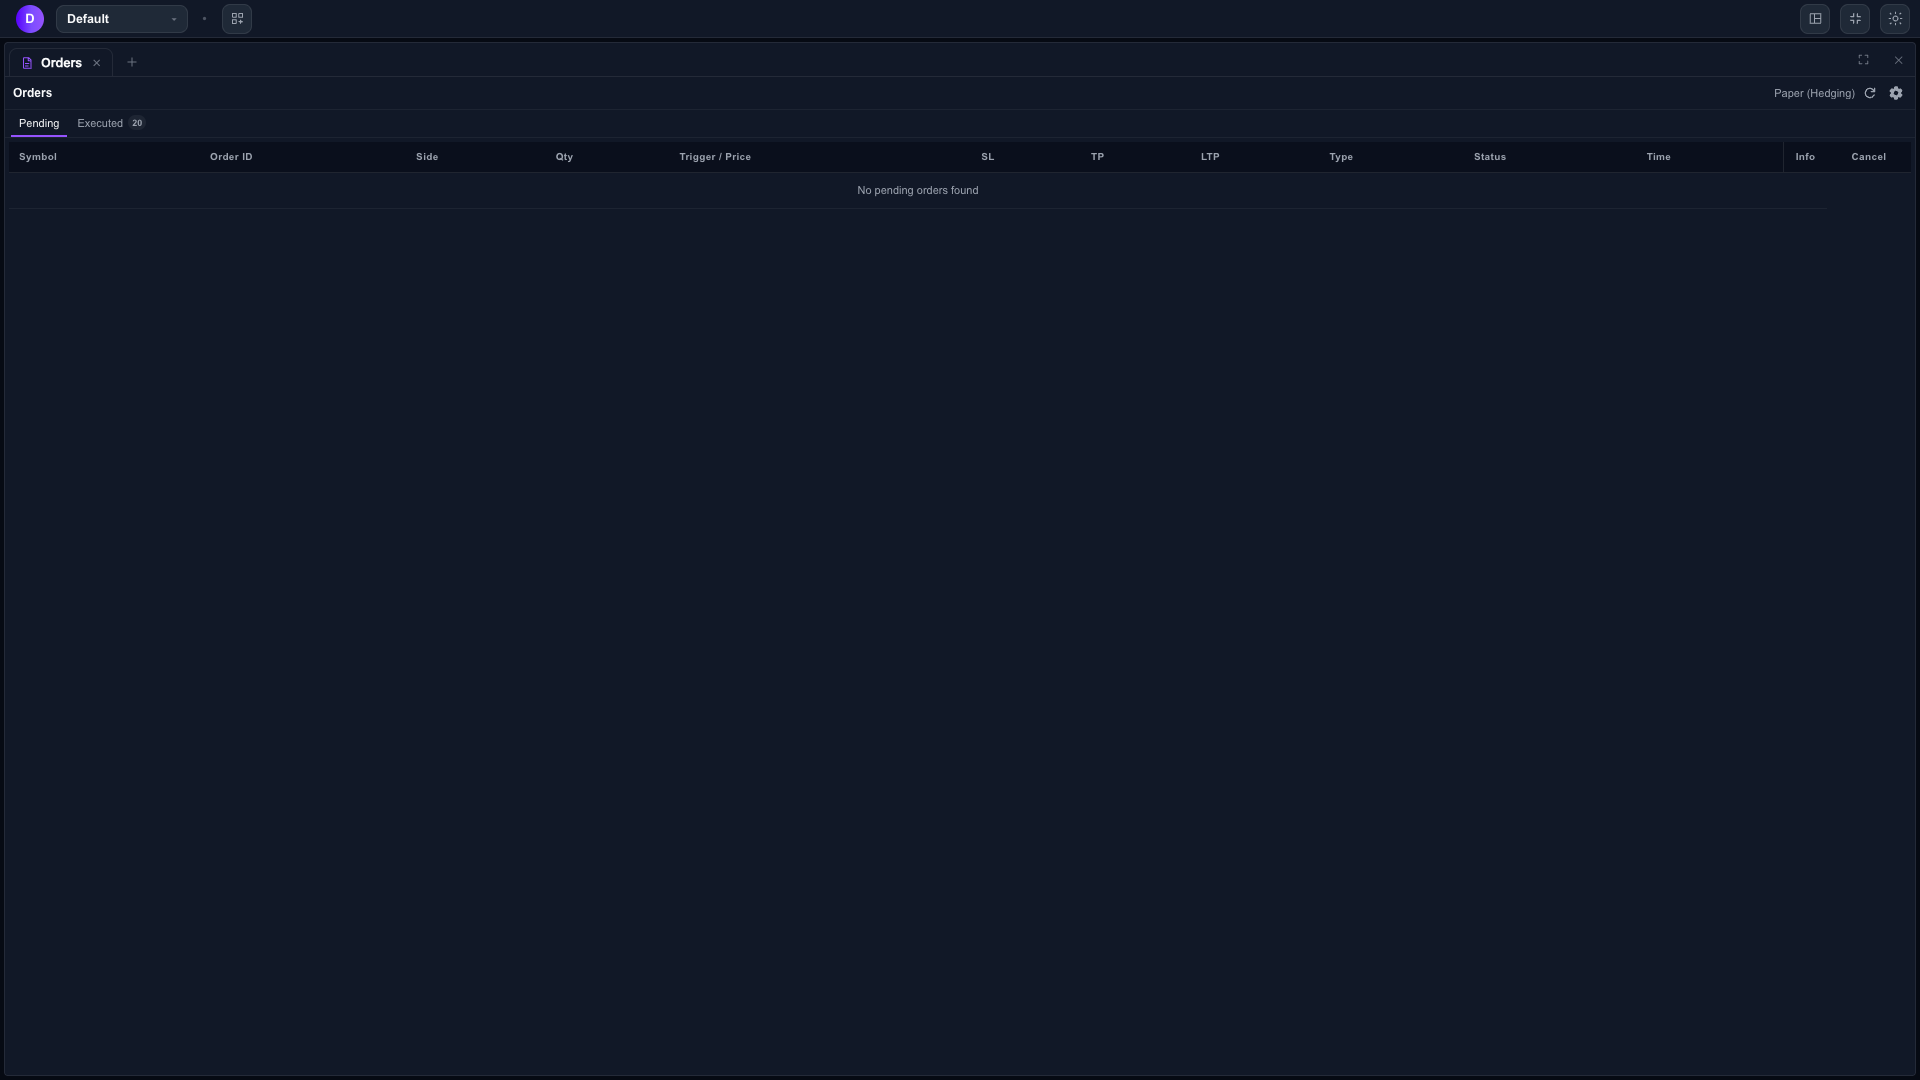 D Default
Orders
Orders Paper (Hedging)
Pending Executed 20
Symbol Order ID Side Qty Trigger / Price SL TP LTP Type Status Time Info Cancel
No pending orders found